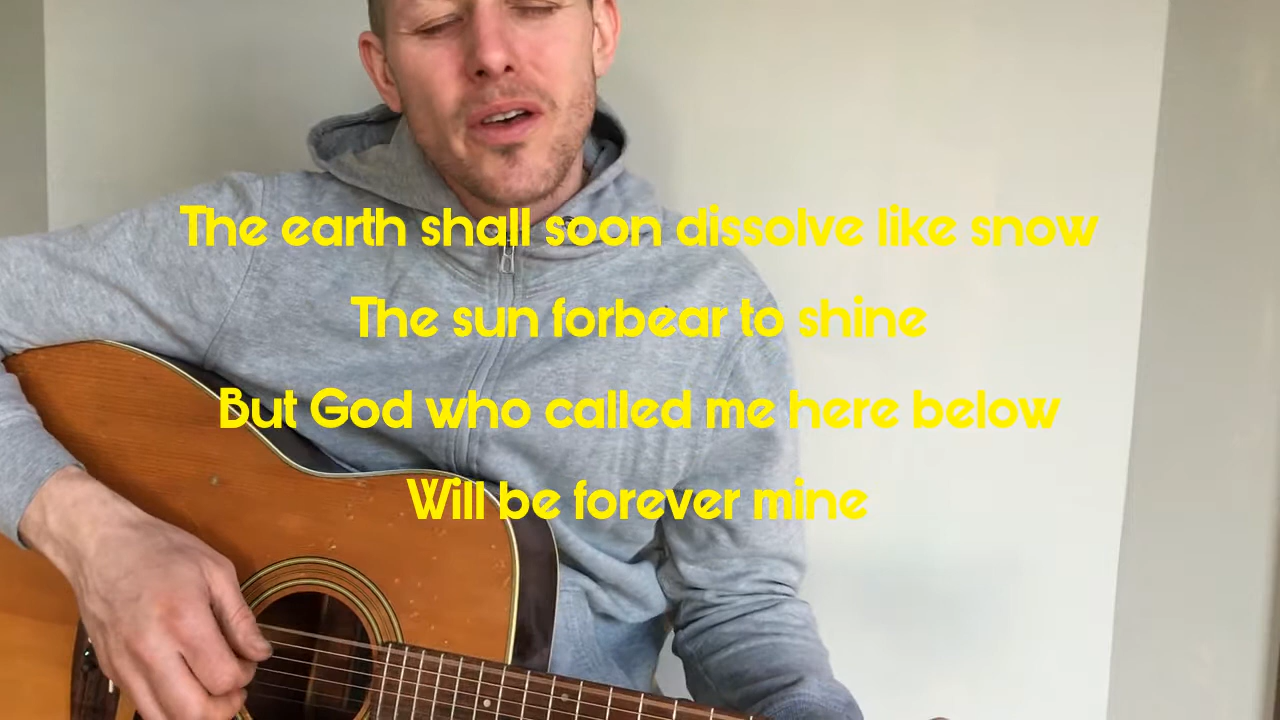 The earth shall soon dissolve like snow
The sun forbear to shine
But God who called me here below
Will be forever mine